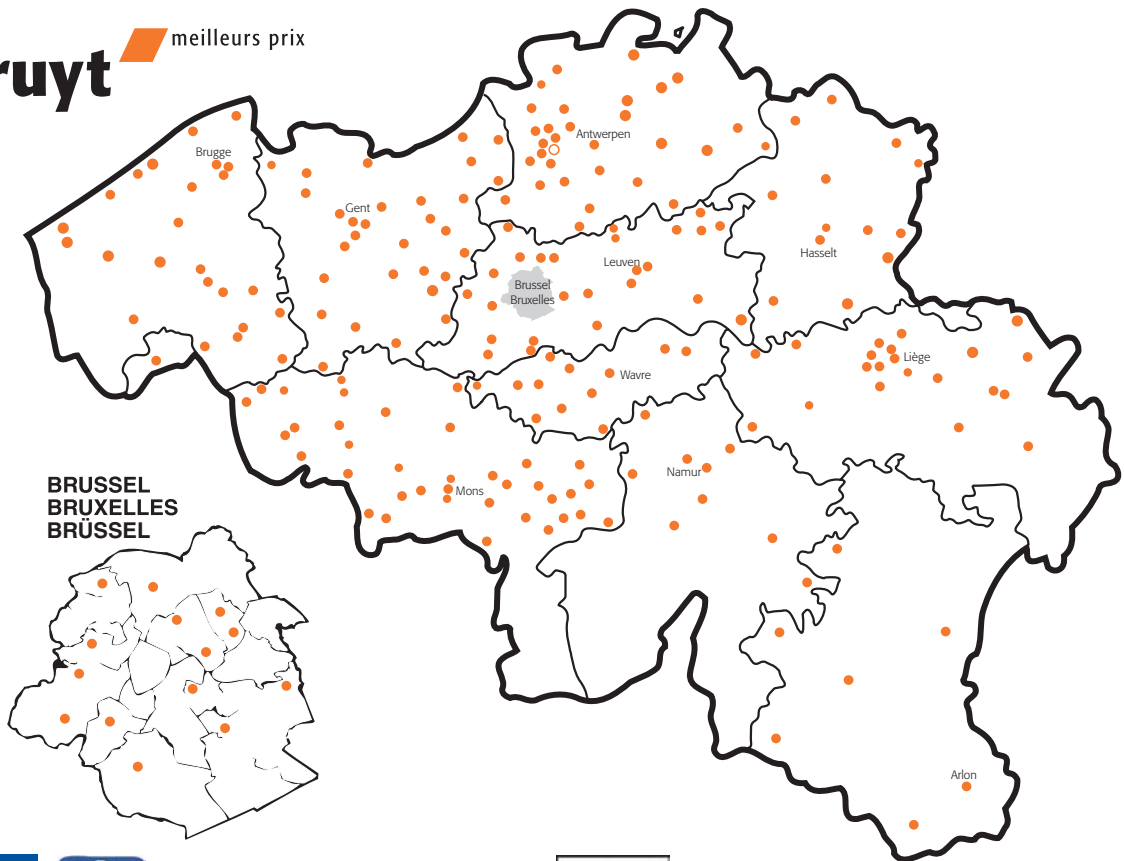 meilleurs prix
ruyt
Brugge
Antwerpen
Gent
Hasselt
Leuven
Brussel
Bruxelles
Wavre
Liège
Namur
Mons
BRUSSEL
BRUXELLES
BRÜSSEL
Arlon